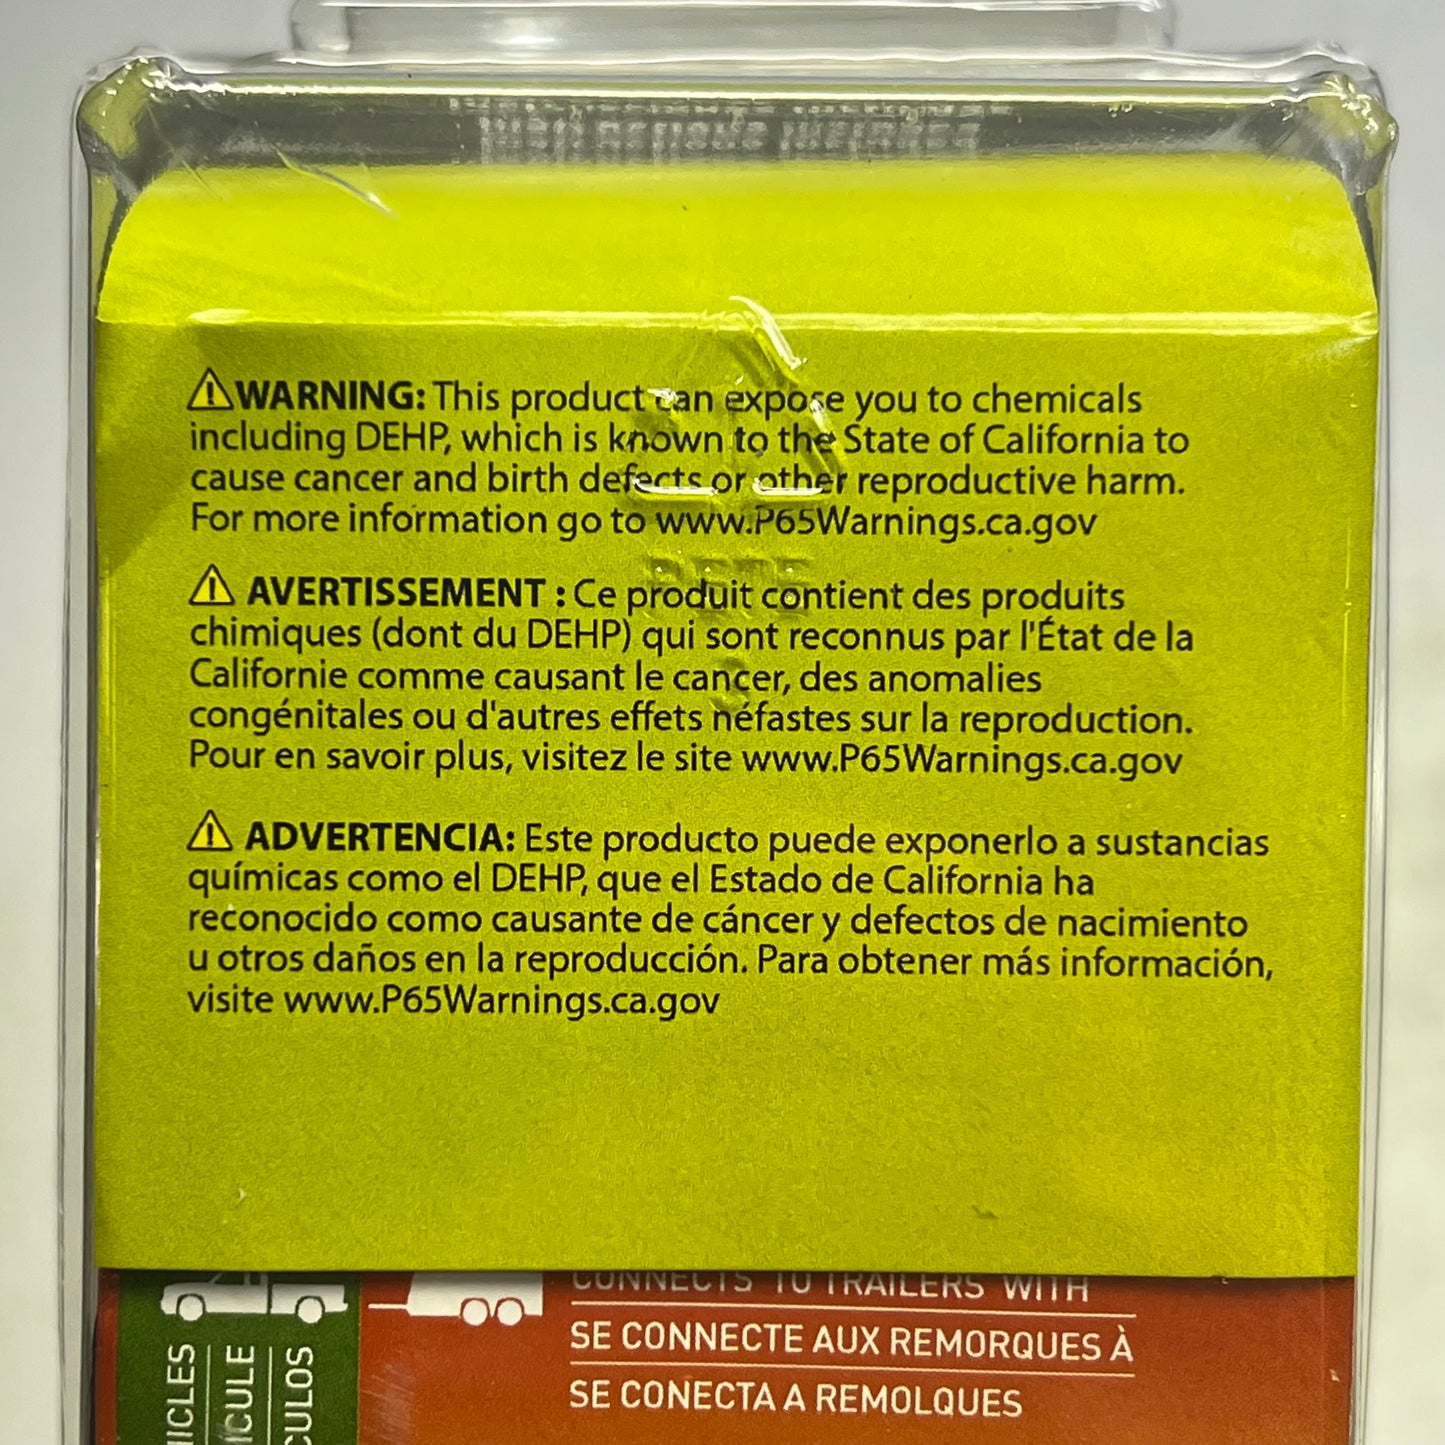 ⚠WARNING: This product can expose you to chemicals
including DEHP, which is known to the State of California to
cause cancer and birth defects or other reproductive harm.
For more information go to www.P65Warnings.ca.gov
⚠ AVERTISSEMENT : Ce produit contient des produits
chimiques (dont du DEHP) qui sont reconnus par l'État de la
Californie comme causant le cancer, des anomalies
congénitales ou d'autres effets néfastes sur la reproduction.
Pour en savoir plus, visitez le site www.P65Warnings.ca.gov
⚠ ADVERTENCIA: Este producto puede exponerlo a sustancias
químicas como el DEHP, que el Estado de California ha
reconocido como causante de cáncer y defectos de nacimiento
u otros daños en la reproducción. Para obtener más información,
visite www.P65Warnings.ca.gov
CONNECTS TO TRAILERS WITH
SE CONNECTE AUX REMORQUES À
SE CONECTA A REMOLQUES
HICLES
ICULE
CULOS
PETE